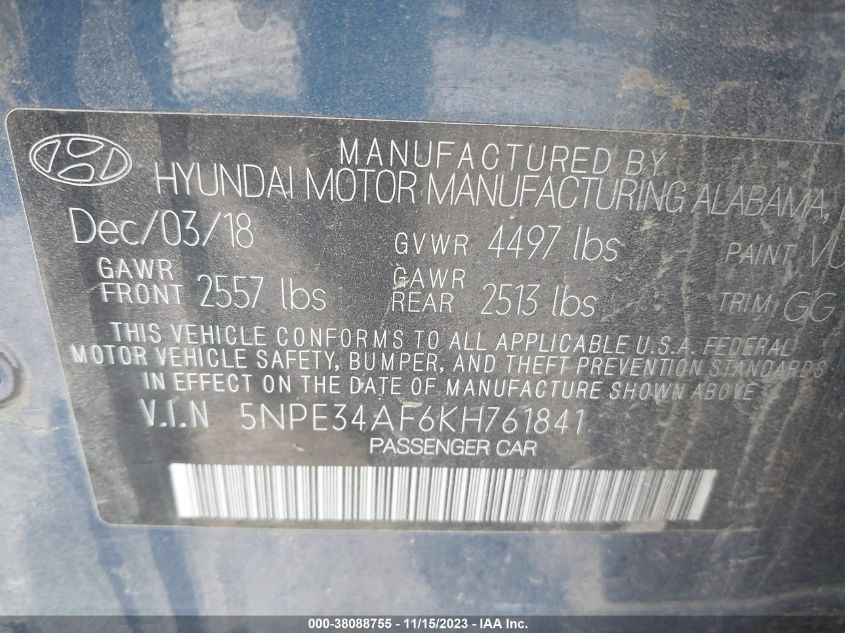 MANUFACTURED BY
HYUNDAI MOTOR MANUFACTURING ALABAMA,
Dec/03/18 GVWR 4497 lbs PAINT: VU
GAWR FRONT 2557 lbs GAWR REAR 2513 lbs TRIM: GG
THIS VEHICLE CONFORMS TO ALL APPLICABLE U.S.A. FEDERAL
MOTOR VEHICLE SAFETY, BUMPER, AND THEFT PREVENTION STANDARDS
IN EFFECT ON THE DATE OF MANUFACTURE SHOWN ABOVE
V.I.N 5NPE34AF6KH761841
PASSENGER CAR
000-38088755 - 11/15/2023 - IAA Inc.